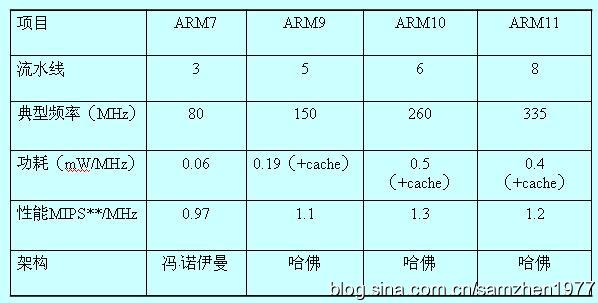 项目 ARM7 ARM9 ARM10 ARM11
流水线 3 5 6 8
典型频率（MHz） 80 150 260 335
功耗（mW/MHz） 0.06 0.19（+cache） 0.5（+cache） 0.4（+cache）
性能MIPS**/MHz 0.97 1.1 1.3 1.2
架构 冯·诺伊曼 哈佛 哈佛 哈佛
blog.sina.com.cn/samzhen1977